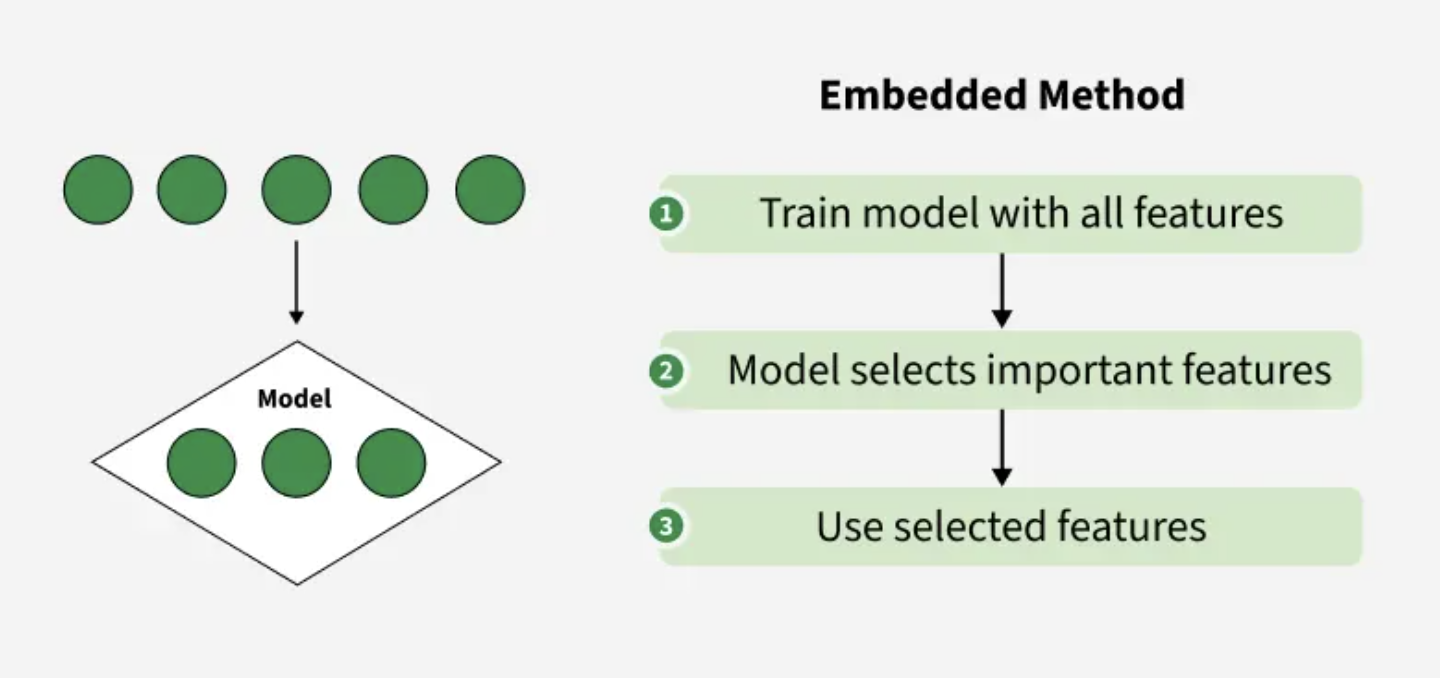 Embedded Method
1 Train model with all features
Model
2 Model selects important features
3 Use selected features